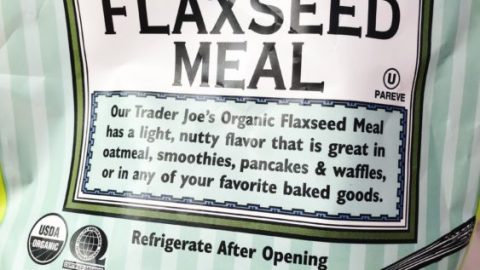 FLAXSEED
MEAL
U
PAREVE
Our Trader Joe's Organic Flaxseed Meal
has a light, nutty flavor that is great in
oatmeal, smoothies, pancakes & waffles,
or in any of your favorite baked goods.
USDA
ORGANIC
Refrigerate After Opening